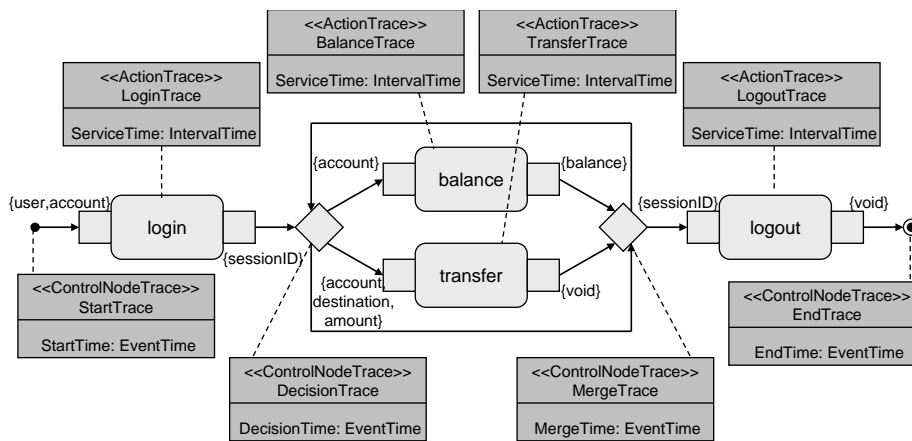 <<ActionTrace>>
BalanceTrace
ServiceTime: IntervalTime
<<ActionTrace>>
TransferTrace
ServiceTime: IntervalTime
<<ActionTrace>>
LoginTrace
ServiceTime: IntervalTime
<<ActionTrace>>
LogoutTrace
ServiceTime: IntervalTime
{account}
balance
{balance}
{user,account}
login
{sessionID}
{sessionID}
logout
{void}
transfer
{account,
destination,
amount}
{void}
<<ControlNodeTrace>>
StartTrace
StartTime: EventTime
<<ControlNodeTrace>>
EndTrace
EndTime: EventTime
<<ControlNodeTrace>>
DecisionTrace
DecisionTime: EventTime
<<ControlNodeTrace>>
MergeTrace
MergeTime: EventTime